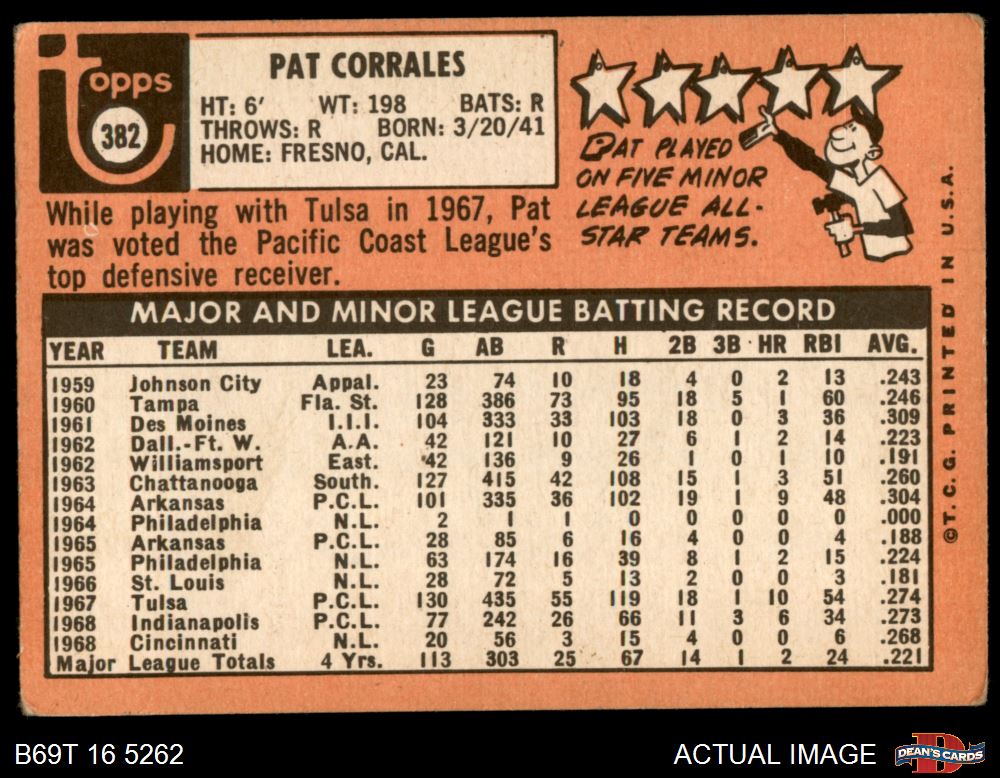 Topps
382
PAT CORRALES
HT: 6' WT: 198 BATS: R
THROWS: R BORN: 3/20/41
HOME: FRESNO, CAL.
PAT PLAYED
ON FIVE MINOR
LEAGUE ALL-
STAR TEAMS.
While playing with Tulsa in 1967, Pat
was voted the Pacific Coast League's
top defensive receiver.
MAJOR AND MINOR LEAGUE BATTING RECORD
YEAR TEAM LEA. G AB R H 2B 3B HR RBI AVG.
1959 Johnson City Appal. 23 74 10 18 4 0 2 13 .243
1960 Tampa Fla. St. 128 386 73 95 18 5 1 60 .246
1961 Des Moines I.I.I. 104 333 33 103 18 0 3 36 .309
1962 Dall.-Ft. W. A.A. 42 121 10 27 6 1 2 14 .223
1962 Williamsport East. 42 136 9 26 1 0 1 10 .191
1963 Chattanooga South. 127 415 42 108 15 1 3 51 .260
1964 Arkansas P.C.L. 101 335 36 102 19 1 9 48 .304
1964 Philadelphia N.L. 2 1 1 0 0 0 0 0 .000
1965 Arkansas P.C.L. 28 85 6 16 4 0 0 4 .188
1965 Philadelphia N.L. 63 174 16 39 8 1 2 15 .224
1966 St. Louis N.L. 28 72 5 13 2 0 0 3 .181
1967 Tulsa P.C.L. 130 435 55 119 18 1 10 54 .274
1968 Indianapolis P.C.L. 77 242 26 66 11 3 6 34 .273
1968 Cincinnati N.L. 20 56 3 15 4 0 0 6 .268
Major League Totals 4 Yrs. 113 303 25 67 14 1 2 24 .221
©T. C. G. PRINTED IN U.S.A.
B69T 16 5262
ACTUAL IMAGE
DEAN'S CARDS